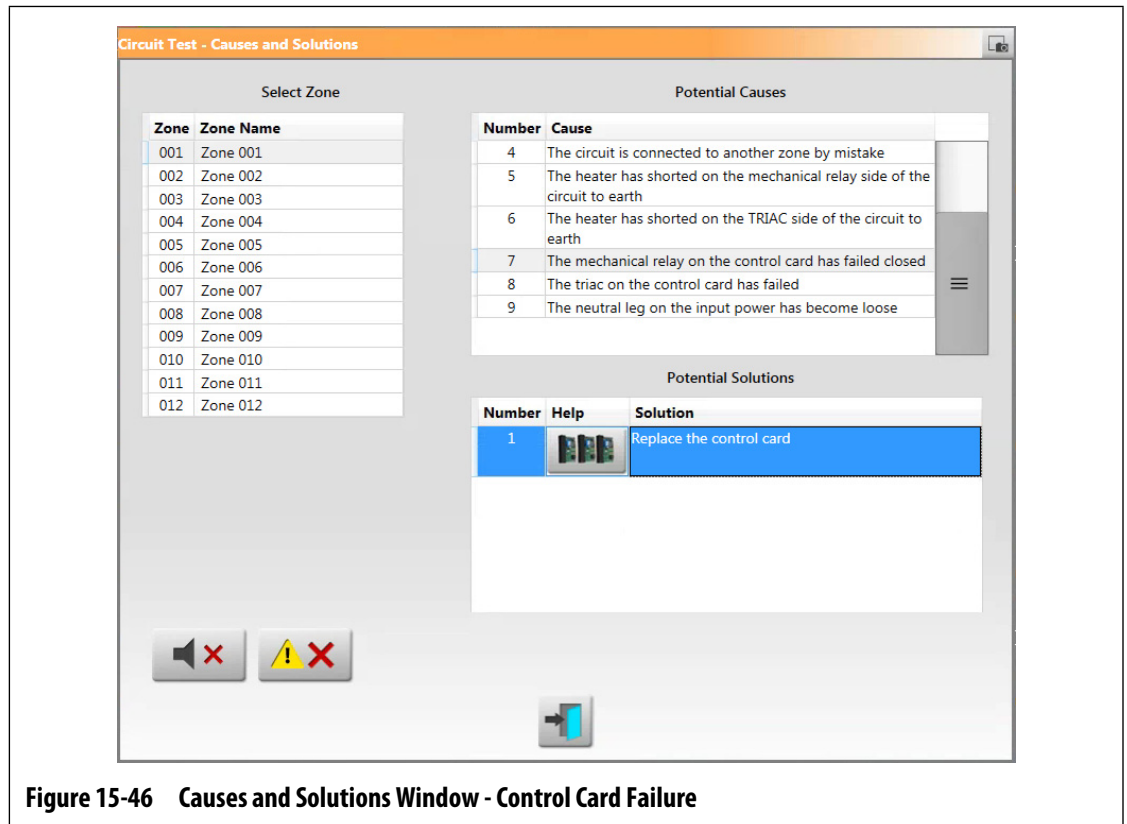 Circuit Test - Causes and Solutions
Select Zone
Zone Zone Name
001 Zone 001
002 Zone 002
003 Zone 003
004 Zone 004
005 Zone 005
006 Zone 006
007 Zone 007
008 Zone 008
009 Zone 009
010 Zone 010
011 Zone 011
012 Zone 012
Potential Causes
Number Cause
4 The circuit is connected to another zone by mistake
5 The heater has shorted on the mechanical relay side of the
circuit to earth
6 The heater has shorted on the TRIAC side of the circuit to
earth
7 The mechanical relay on the control card has failed closed
8 The triac on the control card has failed
9 The neutral leg on the input power has become loose
Potential Solutions
Number Help Solution
1 Replace the control card
Figure 15-46 Causes and Solutions Window - Control Card Failure